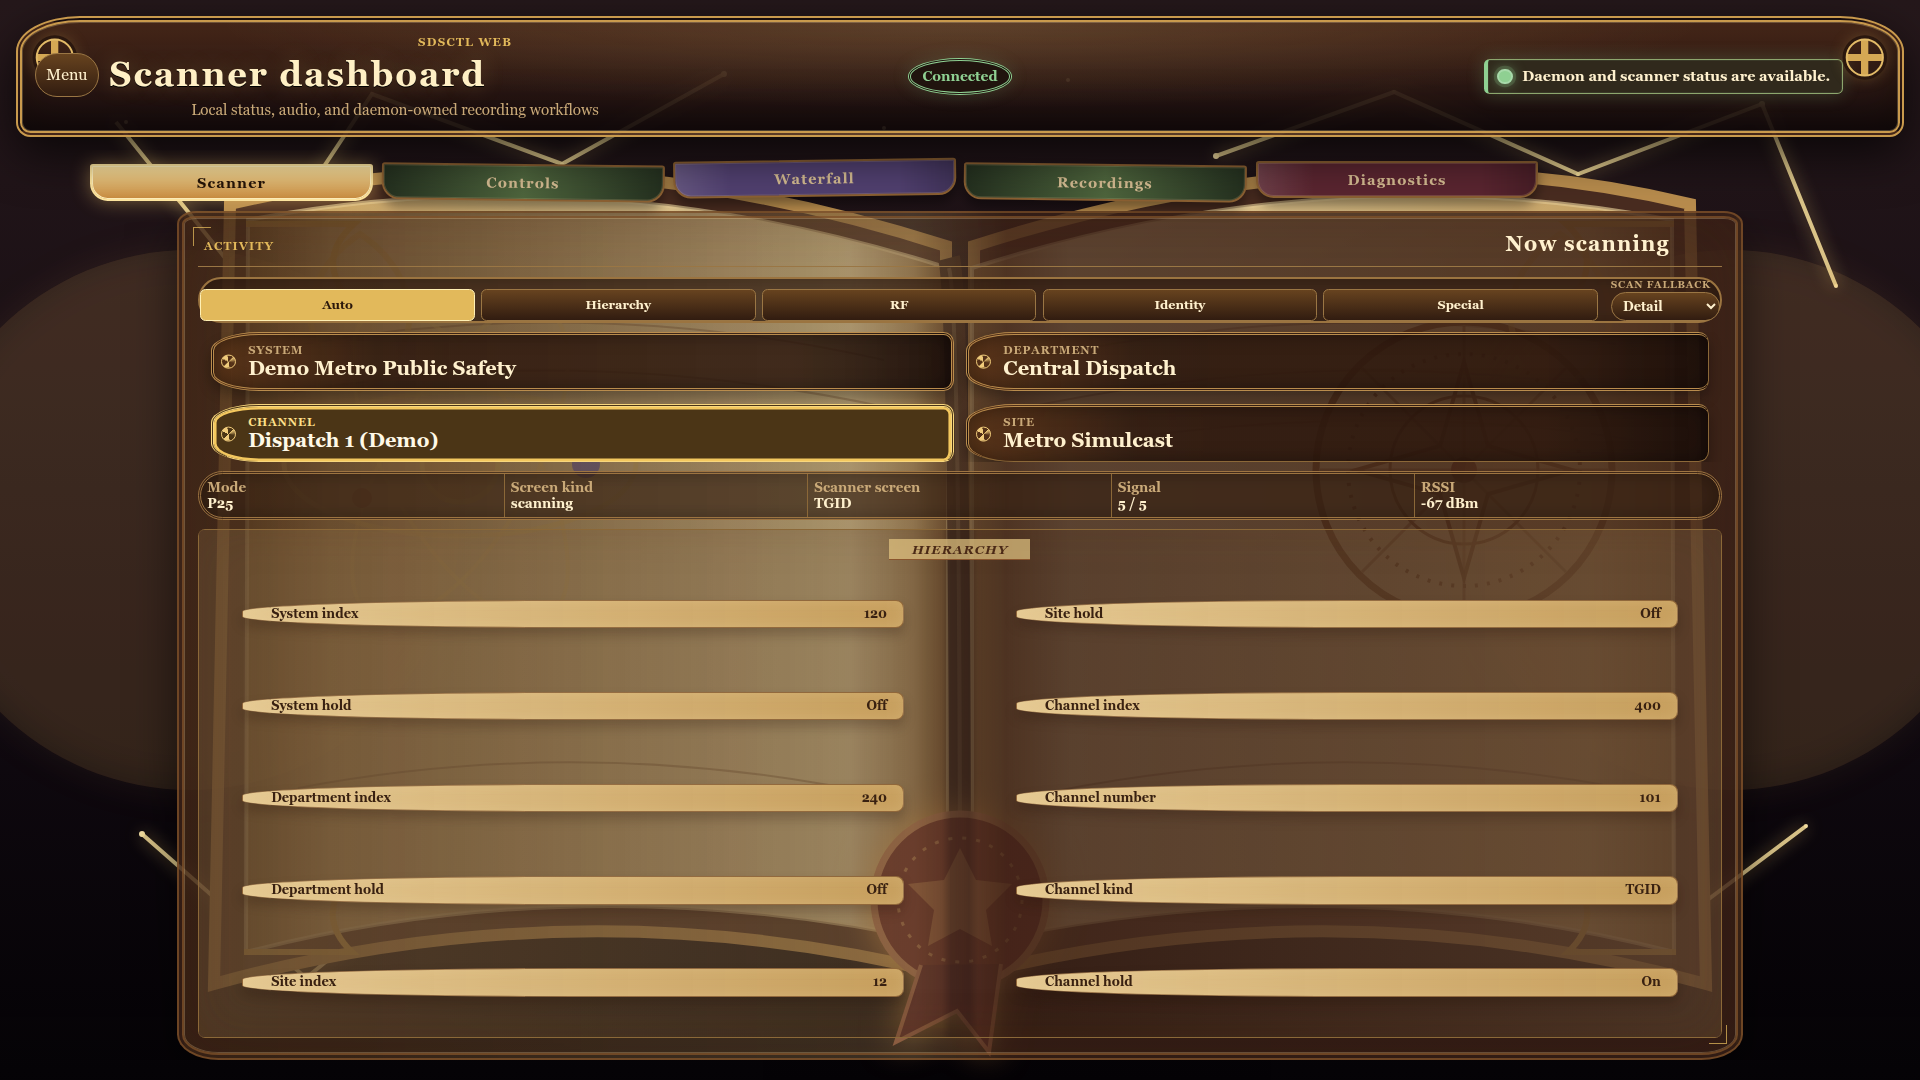 SDSCTL WEB
Menu
Scanner dashboard
Local status, audio, and daemon-owned recording workflows
Connected
Daemon and scanner status are available.
Scanner
Controls
Waterfall
Recordings
Diagnostics
ACTIVITY
Now scanning
Auto
Hierarchy
RF
Identity
Special
SCAN FALLBACK
Detail
SYSTEM
Demo Metro Public Safety
DEPARTMENT
Central Dispatch
CHANNEL
Dispatch 1 (Demo)
SITE
Metro Simulcast
Mode
P25
Screen kind
scanning
Scanner screen
TGID
Signal
5 / 5
RSSI
-67 dBm
HIERARCHY
System index 120
Site hold Off
System hold Off
Channel index 400
Department index 240
Channel number 101
Department hold Off
Channel kind TGID
Site index 12
Channel hold On